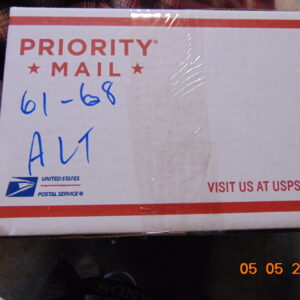 PRIORITY®
★ MAIL ★
61-68
ALT
UNITED STATES
POSTAL SERVICE®
VISIT US AT USPS
SONY
05 05 2